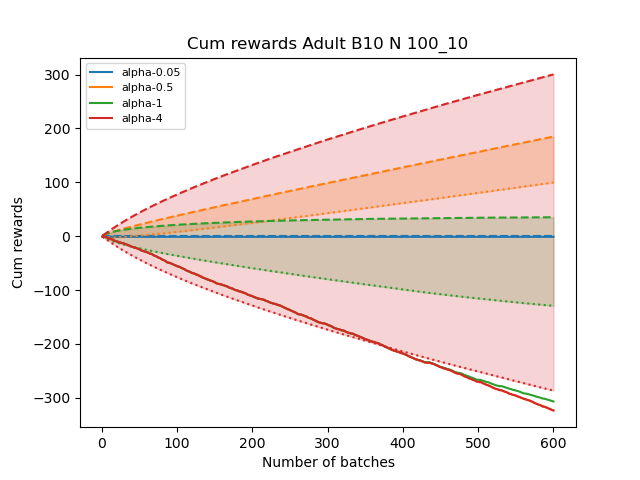 Cum rewards Adult B10 N 100_10
alpha-0.05
alpha-0.5
alpha-1
alpha-4
Cum rewards
300
200
100
0
−100
−200
−300
0 100 200 300 400 500 600
Number of batches